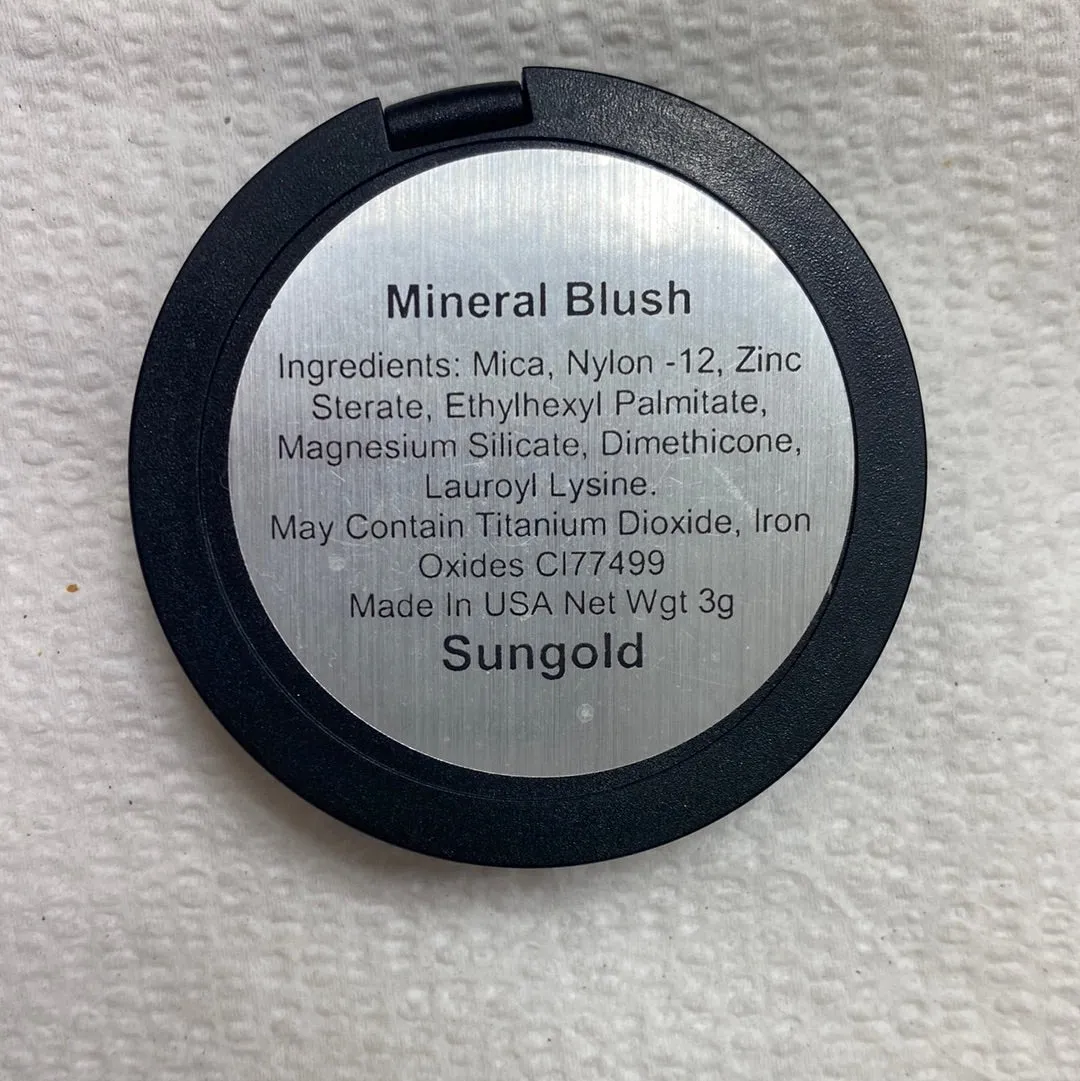 Mineral Blush
Ingredients: Mica, Nylon -12, Zinc
Sterate, Ethylhexyl Palmitate,
Magnesium Silicate, Dimethicone,
Lauroyl Lysine.
May Contain Titanium Dioxide, Iron
Oxides CI77499
Made In USA Net Wgt 3g
Sungold